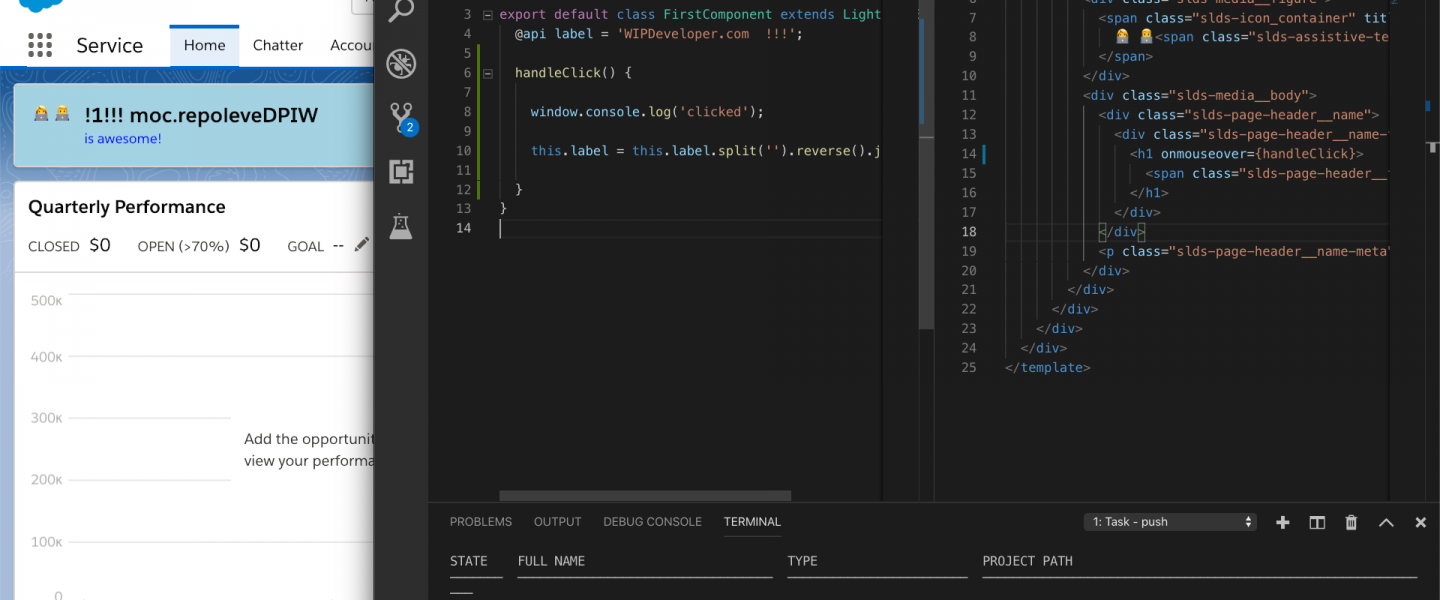 Service
Home
Chatter
Accou
!1!!! moc.repoleveDPIW
is awesome!
Quarterly Performance
CLOSED $0 OPEN (>70%) $0 GOAL --
500K
400K
300K
200K
100K
0
Add the opportunit
view your performa
2
3 export default class FirstComponent extends Light
4 @api label = 'WIPDeveloper.com  !!!';
5
6 handleClick() {
7
8 window.console.log('clicked');
9
10 this.label = this.label.split('').reverse().j
11
12 }
13 }
14
7 <span class="slds-icon_container" tit
8 <span class="slds-assistive-te
9 </span>
10 </div>
11 <div class="slds-media__body">
12 <div class="slds-page-header__name">
13 <div class="slds-page-header__name-
14 <h1 onmouseover={handleClick}>
15 <span class="slds-page-header__
16 </h1>
17 </div>
18 </div>
19 <p class="slds-page-header__name-meta"
20 </div>
21 </div>
22 </div>
23 </div>
24 </div>
25 </template>
PROBLEMS OUTPUT DEBUG CONSOLE TERMINAL
1: Task - push
STATE FULL NAME TYPE PROJECT PATH